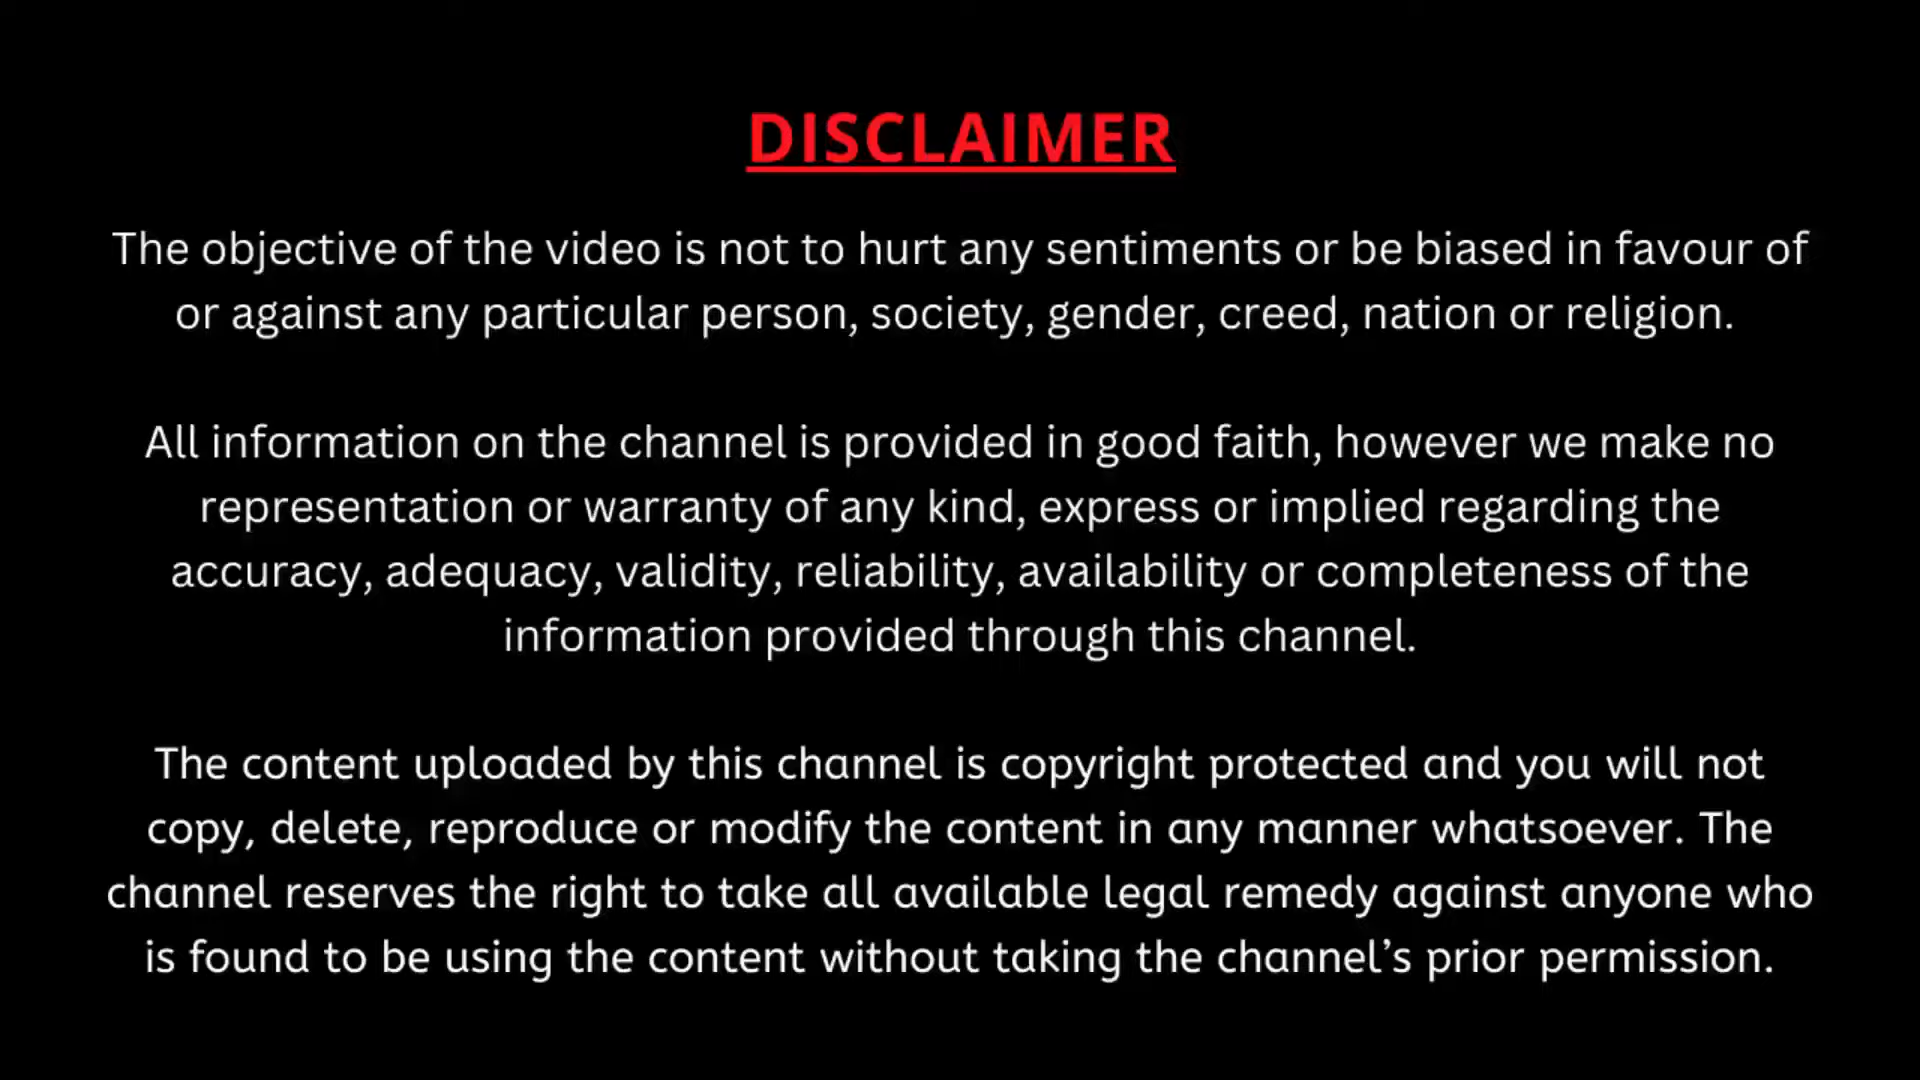 DISCLAIMER
The objective of the video is not to hurt any sentiments or be biased in favour of
or against any particular person, society, gender, creed, nation or religion.
All information on the channel is provided in good faith, however we make no
representation or warranty of any kind, express or implied regarding the
accuracy, adequacy, validity, reliability, availability or completeness of the
information provided through this channel.
The content uploaded by this channel is copyright protected and you will not
copy, delete, reproduce or modify the content in any manner whatsoever. The
channel reserves the right to take all available legal remedy against anyone who
is found to be using the content without taking the channel’s prior permission.